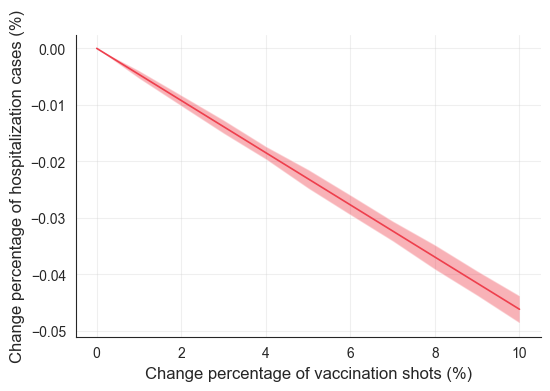 Change percentage of hospitalization cases (%)
0.00
−0.01
−0.02
−0.03
−0.04
−0.05
0 2 4 6 8 10
Change percentage of vaccination shots (%)